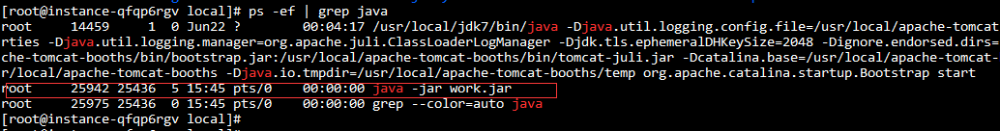 [root@instance-qfqp6rgv local]# ps -ef | grep java
root     14459     1  0 Jun22 ?        00:04:17 /usr/local/jdk7/bin/java -Djava.util.logging.config.file=/usr/local/apache-tomcat
rties -Djava.util.logging.manager=org.apache.juli.ClassLoaderLogManager -Djdk.tls.ephemeralDHKeySize=2048 -Dignore.endorsed.dirs=
che-tomcat-booths/bin/bootstrap.jar:/usr/local/apache-tomcat-booths/bin/tomcat-juli.jar -Dcatalina.base=/usr/local/apache-tomcat-
r/local/apache-tomcat-booths -Djava.io.tmpdir=/usr/local/apache-tomcat-booths/temp org.apache.catalina.startup.Bootstrap start
root     25942 25436  5 15:45 pts/0    00:00:00 java -jar work.jar
root     25975 25436  0 15:45 pts/0    00:00:00 grep --color=auto java
[root@instance-qfqp6rgv local]#
[root@instance-qfqp6rgv local]#